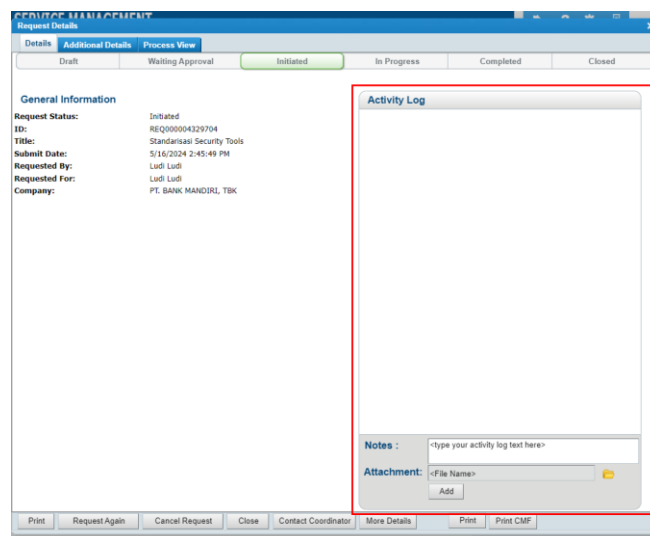 SERVICE MANAGEMENT
Request Details
Details Additional Details Process View
Draft Waiting Approval Initiated In Progress Completed Closed
General Information
Request Status: Initiated
ID: REQ000004329704
Title: Standarisasi Security Tools
Submit Date: 5/16/2024 2:45:49 PM
Requested By: Ludi Ludi
Requested For: Ludi Ludi
Company: PT. BANK MANDIRI, TBK
Activity Log
Notes : <type your activity log text here>
Attachment: <File Name>
Add
Print Request Again Cancel Request Close Contact Coordinator More Details Print Print CMF